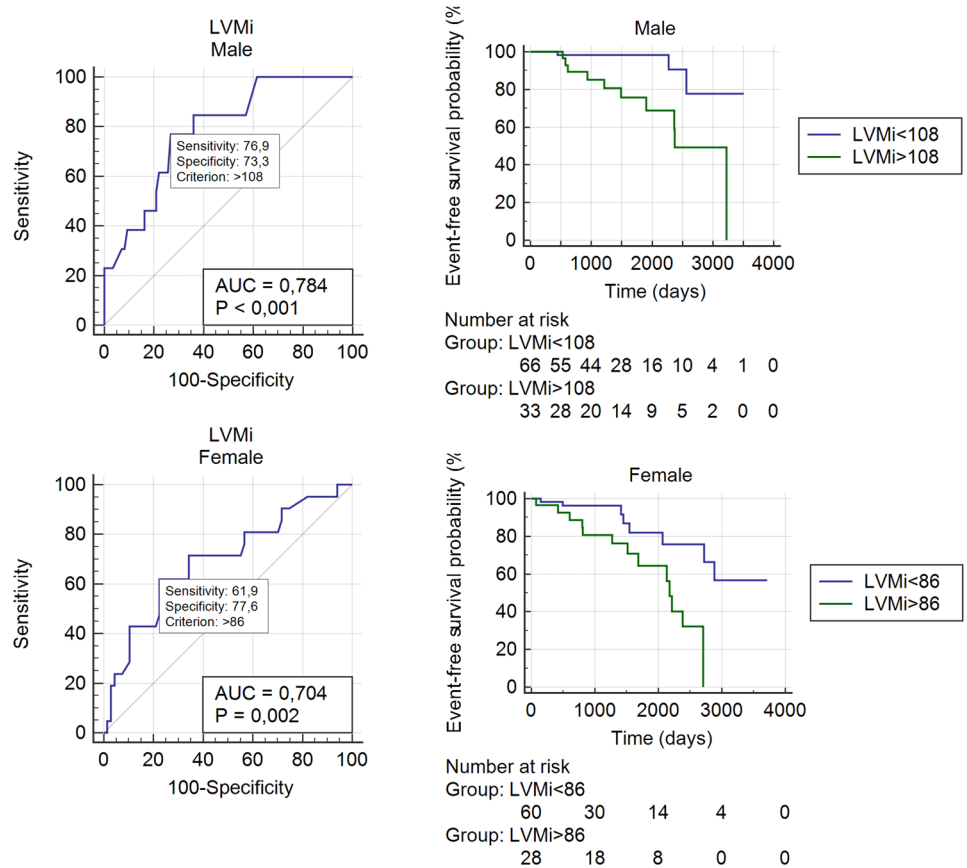 LVMi
Male
Sensitivity
100
80
60
40
20
0
Sensitivity: 76,9
Specificity: 73,3
Criterion: >108
AUC = 0,784
P < 0,001
0 20 40 60 80 100
100-Specificity
Male
Event-free survival probability (%
100
80
60
40
20
0
0 1000 2000 3000 4000
Time (days)
LVMi<108
LVMi>108
Number at risk
Group: LVMi<108
66 55 44 28 16 10 4 1 0
Group: LVMi>108
33 28 20 14 9 5 2 0 0
LVMi
Female
Sensitivity
100
80
60
40
20
0
Sensitivity: 61,9
Specificity: 77,6
Criterion: >86
AUC = 0,704
P = 0,002
0 20 40 60 80 100
100-Specificity
Female
Event-free survival probability (%
100
80
60
40
20
0
0 1000 2000 3000 4000
Time (days)
LVMi<86
LVMi>86
Number at risk
Group: LVMi<86
60 30 14 4 0
Group: LVMi>86
28 18 8 0 0